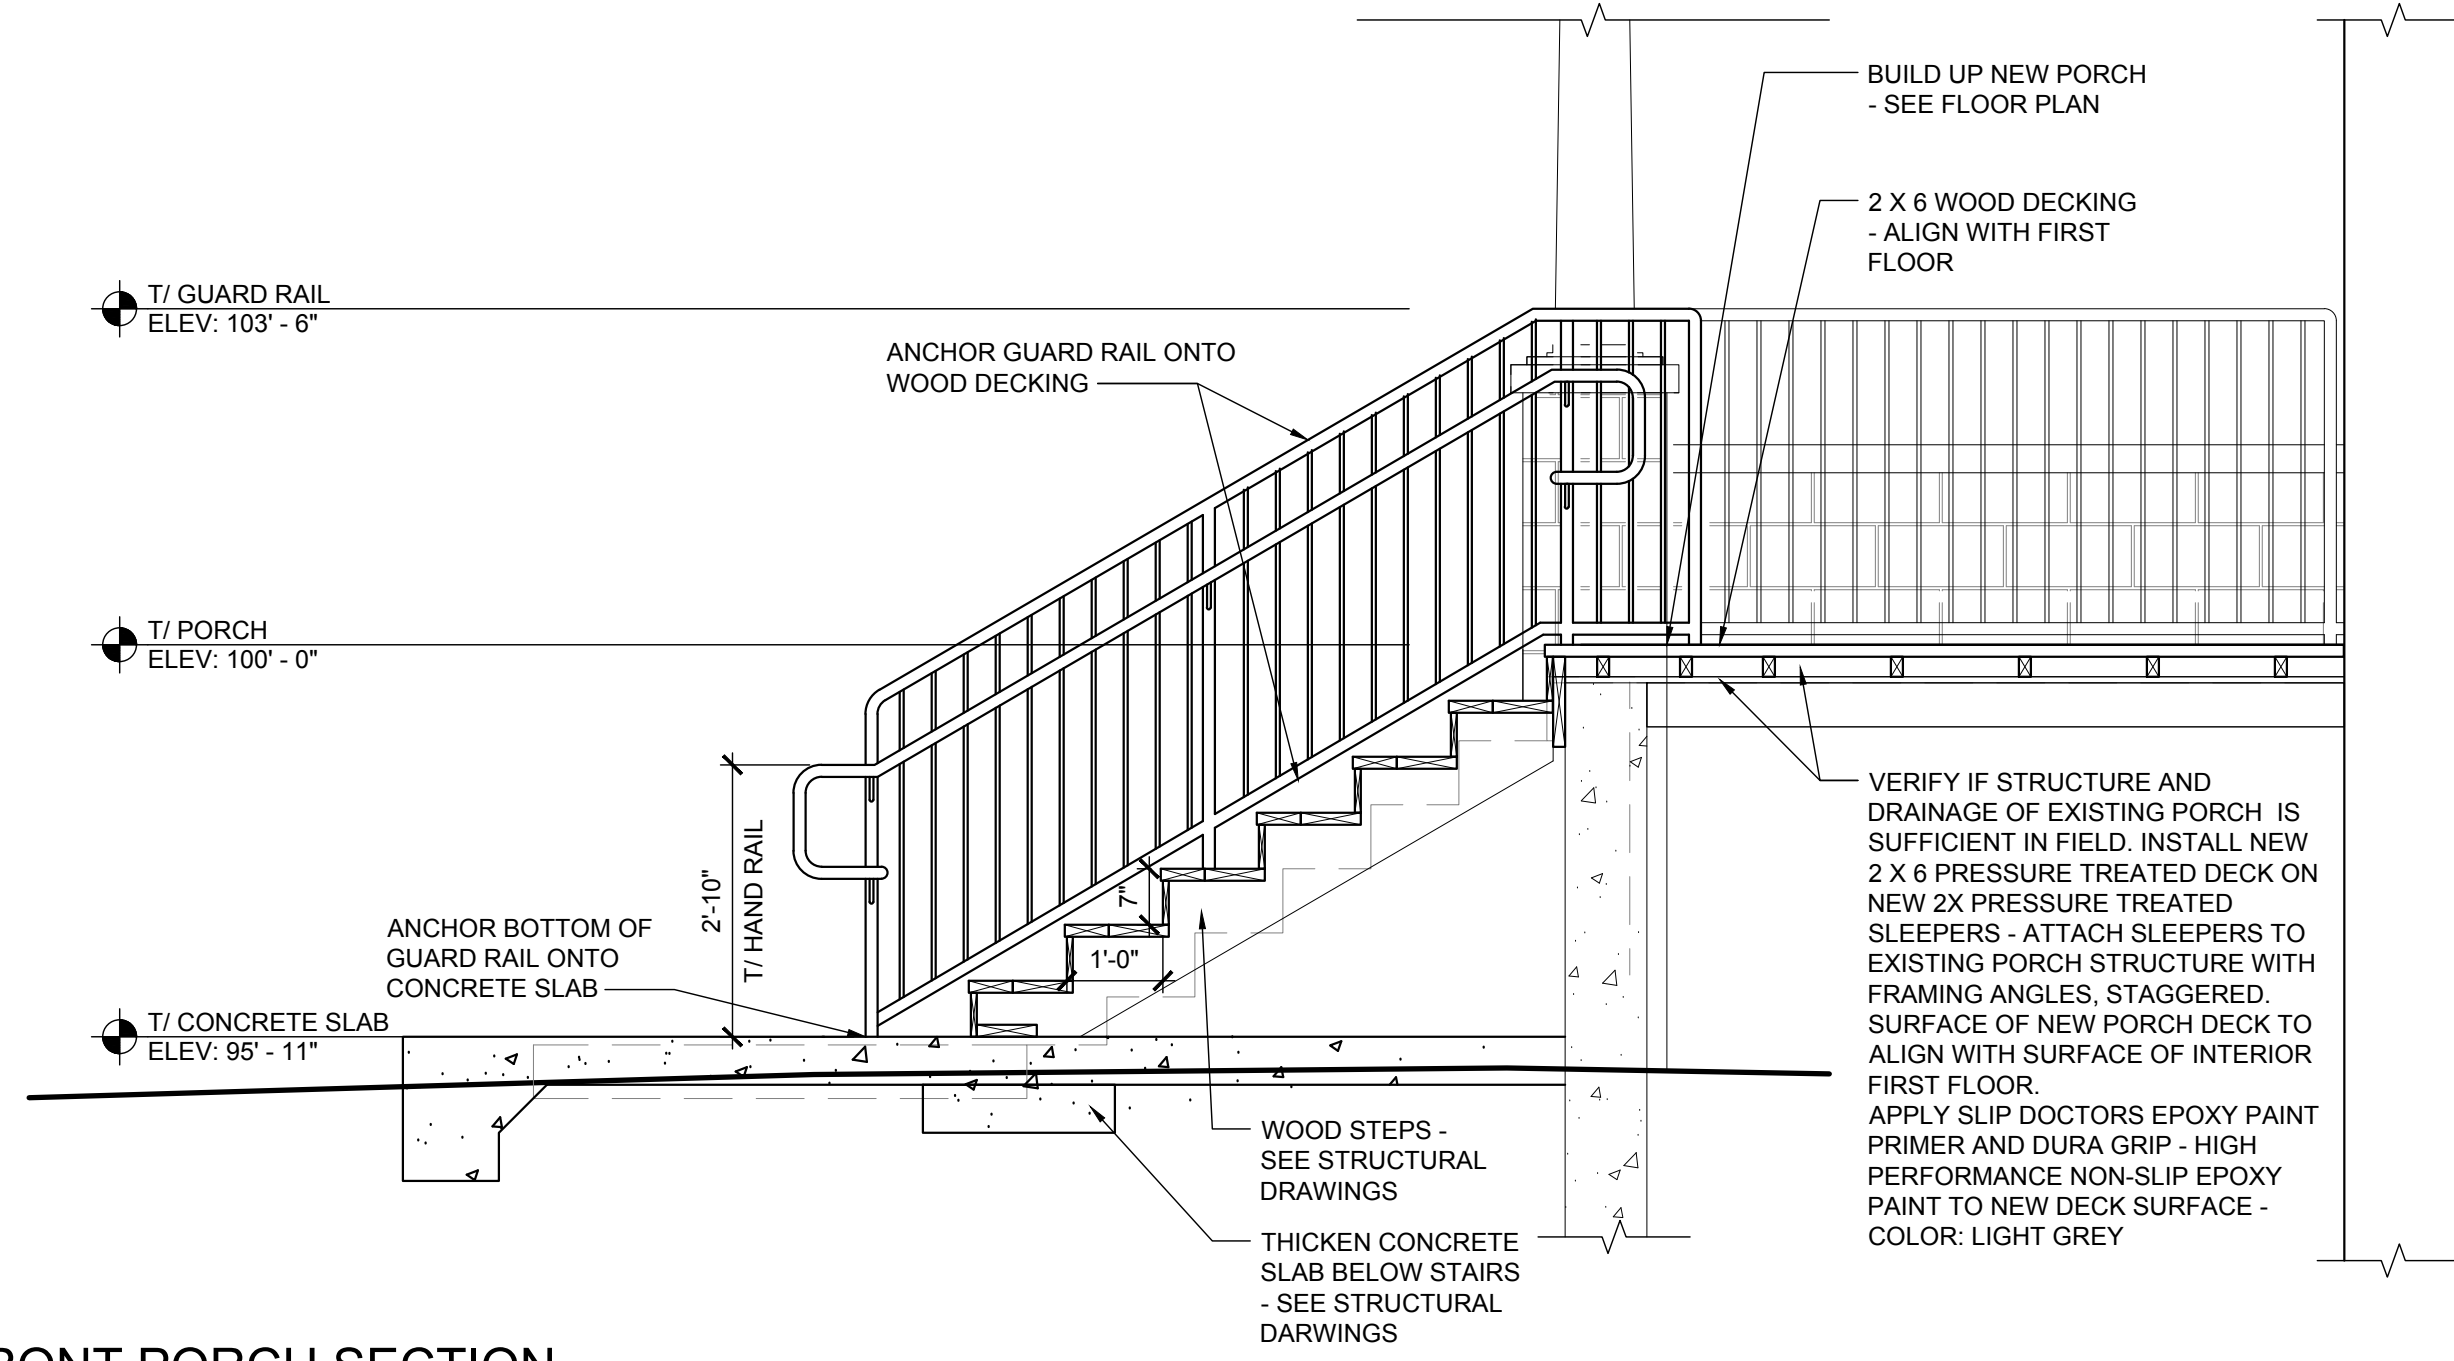 BUILD UP NEW PORCH
- SEE FLOOR PLAN
2 X 6 WOOD DECKING
- ALIGN WITH FIRST
FLOOR
T/ GUARD RAIL
ELEV: 103' - 6"
ANCHOR GUARD RAIL ONTO
WOOD DECKING
T/ PORCH
ELEV: 100' - 0"
VERIFY IF STRUCTURE AND
DRAINAGE OF EXISTING PORCH IS
SUFFICIENT IN FIELD. INSTALL NEW
2 X 6 PRESSURE TREATED DECK ON
NEW 2X PRESSURE TREATED
SLEEPERS - ATTACH SLEEPERS TO
EXISTING PORCH STRUCTURE WITH
FRAMING ANGLES, STAGGERED.
SURFACE OF NEW PORCH DECK TO
ALIGN WITH SURFACE OF INTERIOR
FIRST FLOOR.
APPLY SLIP DOCTORS EPOXY PAINT
PRIMER AND DURA GRIP - HIGH
PERFORMANCE NON-SLIP EPOXY
PAINT TO NEW DECK SURFACE -
COLOR: LIGHT GREY
2'-10"
T/ HAND RAIL
7"
1'-0"
ANCHOR BOTTOM OF
GUARD RAIL ONTO
CONCRETE SLAB
T/ CONCRETE SLAB
ELEV: 95' - 11"
WOOD STEPS -
SEE STRUCTURAL
DRAWINGS
THICKEN CONCRETE
SLAB BELOW STAIRS
- SEE STRUCTURAL
DARWINGS
RONT PORCH SECTION